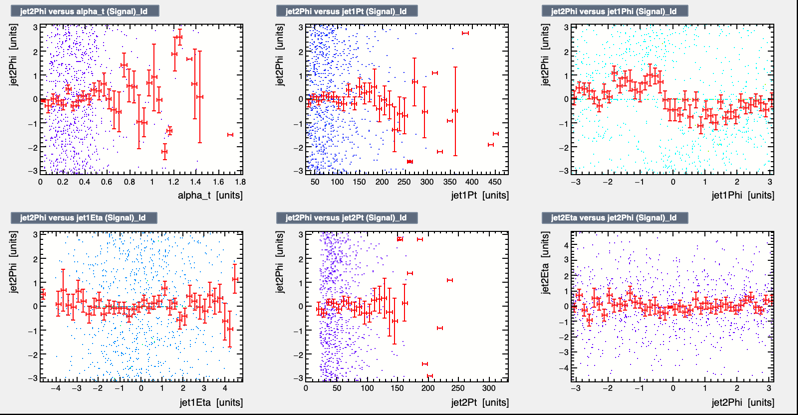 jet2Phi versus alpha_t (Signal)_Id
jet2Phi versus jet1Pt (Signal)_Id
jet2Phi versus jet1Phi (Signal)_Id
jet2Phi [units]
3
2
1
0
−1
−2
−3
0 0.2 0.4 0.6 0.8 1 1.2 1.4 1.6 1.8
alpha_t [units]
jet2Phi [units]
3
2
1
0
−1
−2
−3
50 100 150 200 250 300 350 400 450
jet1Pt [units]
jet2Phi [units]
3
2
1
0
−1
−2
−3
−3 −2 −1 0 1 2 3
jet1Phi [units]
jet2Phi versus jet1Eta (Signal)_Id
jet2Phi versus jet2Pt (Signal)_Id
jet2Eta versus jet2Phi (Signal)_Id
jet2Phi [units]
3
2
1
0
−1
−2
−3
−4 −3 −2 −1 0 1 2 3 4
jet1Eta [units]
jet2Phi [units]
3
2
1
0
−1
−2
−3
0 50 100 150 200 250 300
jet2Pt [units]
jet2Eta [units]
4
3
2
1
0
−1
−2
−3
−4
−3 −2 −1 0 1 2 3
jet2Phi [units]